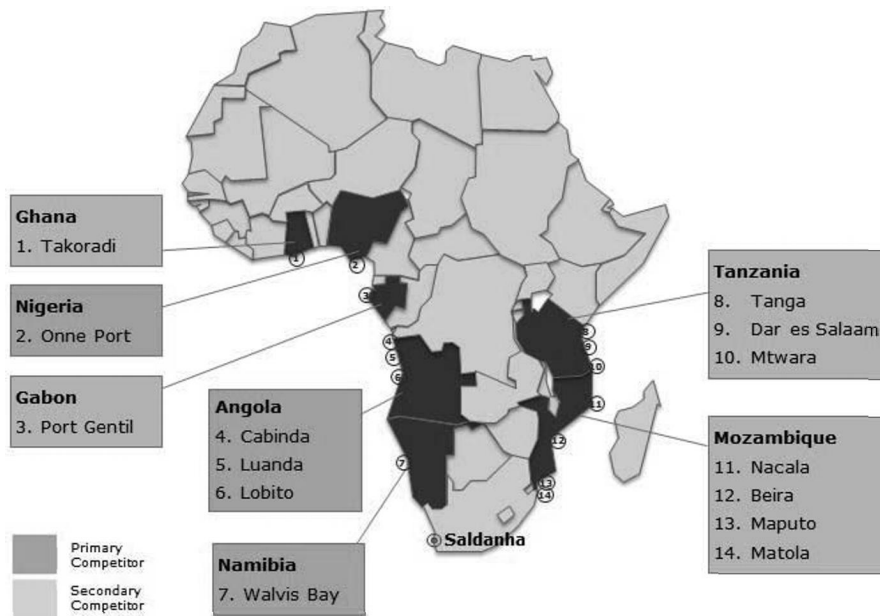 Ghana
1. Takoradi
Nigeria
2. Onne Port
Gabon
3. Port Gentil
Angola
4. Cabinda
5. Luanda
6. Lobito
Namibia
7. Walvis Bay
Tanzania
8. Tanga
9. Dar es Salaam
10. Mtwara
Mozambique
11. Nacala
12. Beira
13. Maputo
14. Matola
1
2
3
4
5
6
7
8
9
10
11
12
13
14
Saldanha
Primary
Competitor
Secondary
Competitor